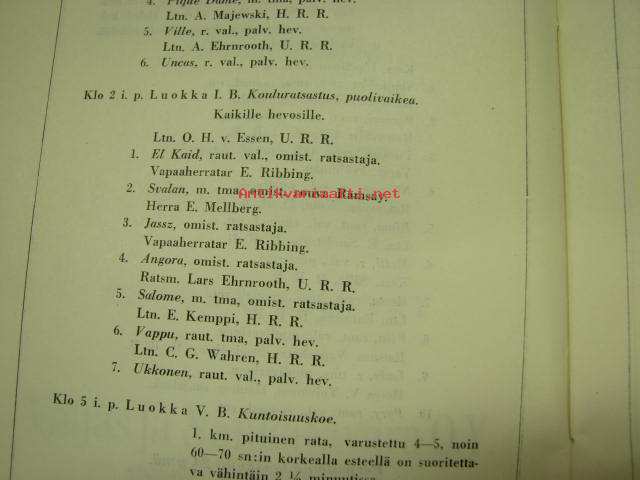 4. Pique Dame, m. tma, palv. hev.
Ltn. A. Majewski, H. R. R.
5. Ville, r. val., palv. hev.
Ltn. A. Ehrnrooth, U. R. R.
6. Uncas, r. val., palv. hev.
Klo 2 i. p. Luokka I. B. Kouluratsastus, puolivaikea.
Kaikille hevosille.
Ltn. O. H. v. Essen, U. R. R.
1. El Kaid, raut. val., omist. ratsastaja.
Vapaaherratar E. Ribbing.
2. Svalan, m. tma, omist. rouva Ramsay.
Antikvariaatti.net
Herra E. Mellberg.
3. Jassz, omist. ratsastaja.
Vapaaherratar E. Ribbing.
4. Angora, omist. ratsastaja.
Ratsm. Lars Ehrnrooth, U. R. R.
5. Salome, m. tma, omist. ratsastaja.
Ltn. E. Kemppi, H. R. R.
6. Vappu, raut. tma, palv. hev.
Ltn. C. G. Wahren, H. R. R.
7. Ukkonen, raut. val., palv. hev.
Klo 5 i. p. Luokka V. B. Kuntoisuuskoe.
1. km. pituinen rata, varustettu 4—5, noin
60—70 sn:in korkealla esteellä on suoritetta-
va vähintäin 2 ½ minuutissa